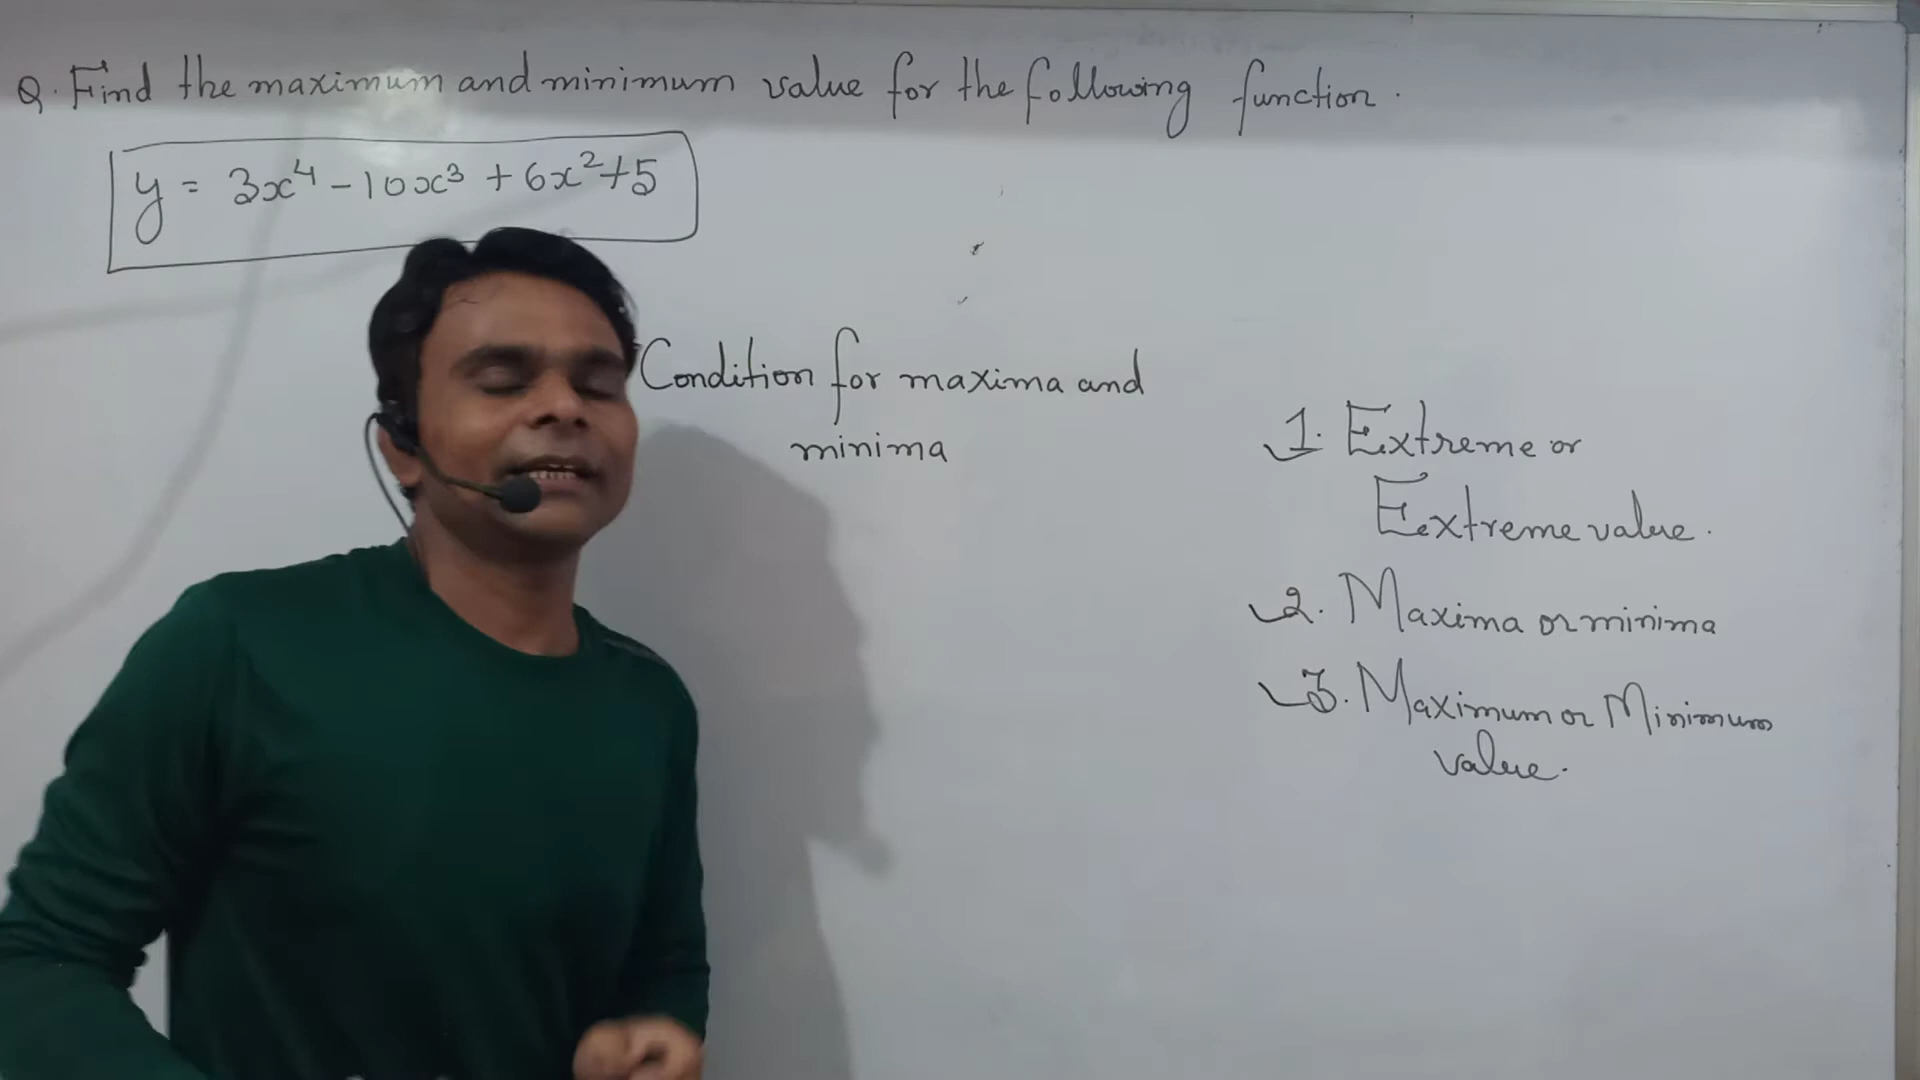 Q. Find the maximum and minimum value for the following function.
y = 3x⁴ - 10x³ + 6x² + 5
Condition for maxima and
minima
1. Extreme or
Extreme value.
2. Maxima or minima
3. Maximum or Minimum
value.